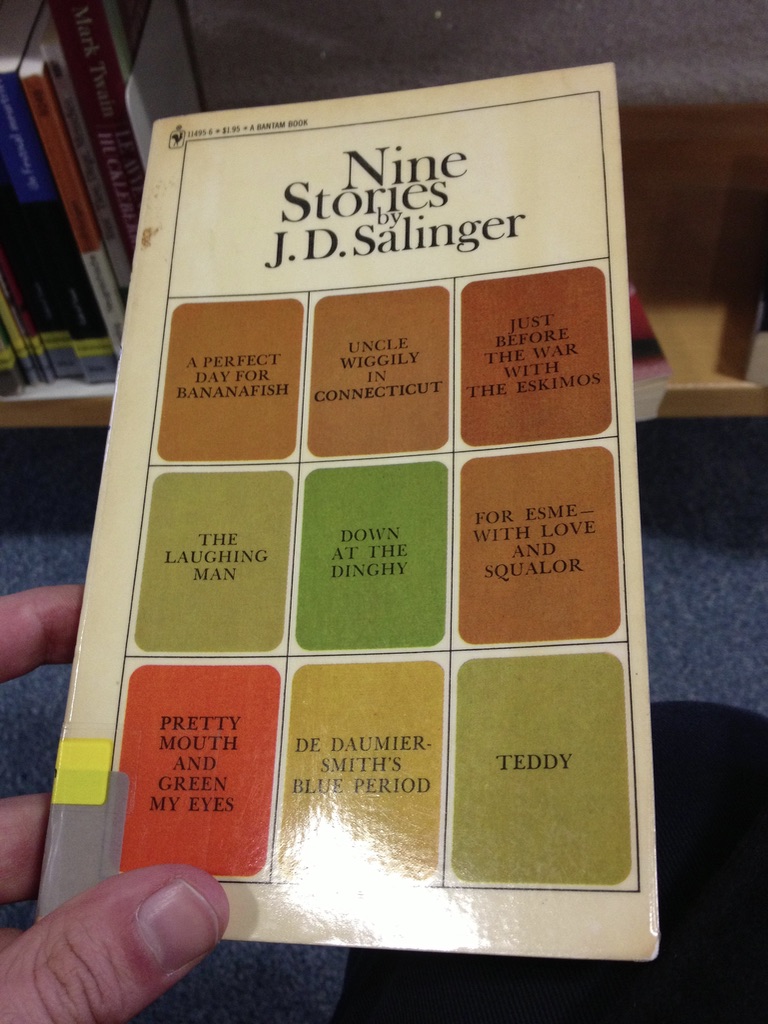 11495-6 * $1.95 * A BANTAM BOOK
Nine
Stories
by
J.D. Salinger
A PERFECT
DAY FOR
BANANAFISH
UNCLE
WIGGILY
IN
CONNECTICUT
JUST
BEFORE
THE WAR
WITH
THE ESKIMOS
THE
LAUGHING
MAN
DOWN
AT THE
DINGHY
FOR ESME—
WITH LOVE
AND
SQUALOR
PRETTY
MOUTH
AND
GREEN
MY EYES
DE DAUMIER-
SMITH'S
BLUE PERIOD
TEDDY
Mark Twain